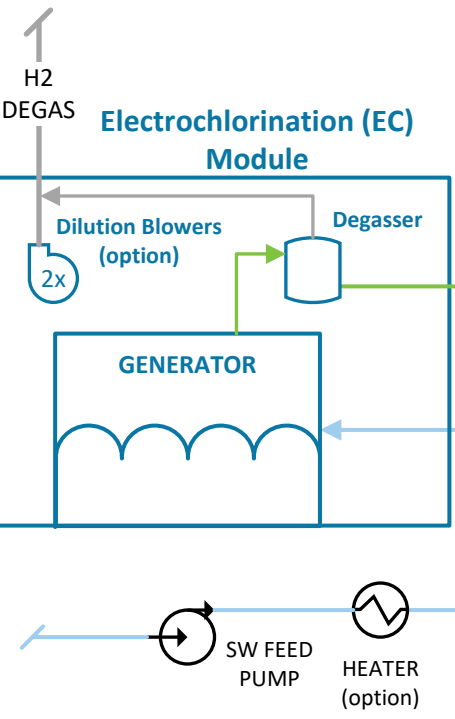 H2
DEGAS
Electrochlorination (EC)
Module
Dilution Blowers
(option)
Degasser
2x
GENERATOR
SW FEED
PUMP
HEATER
(option)